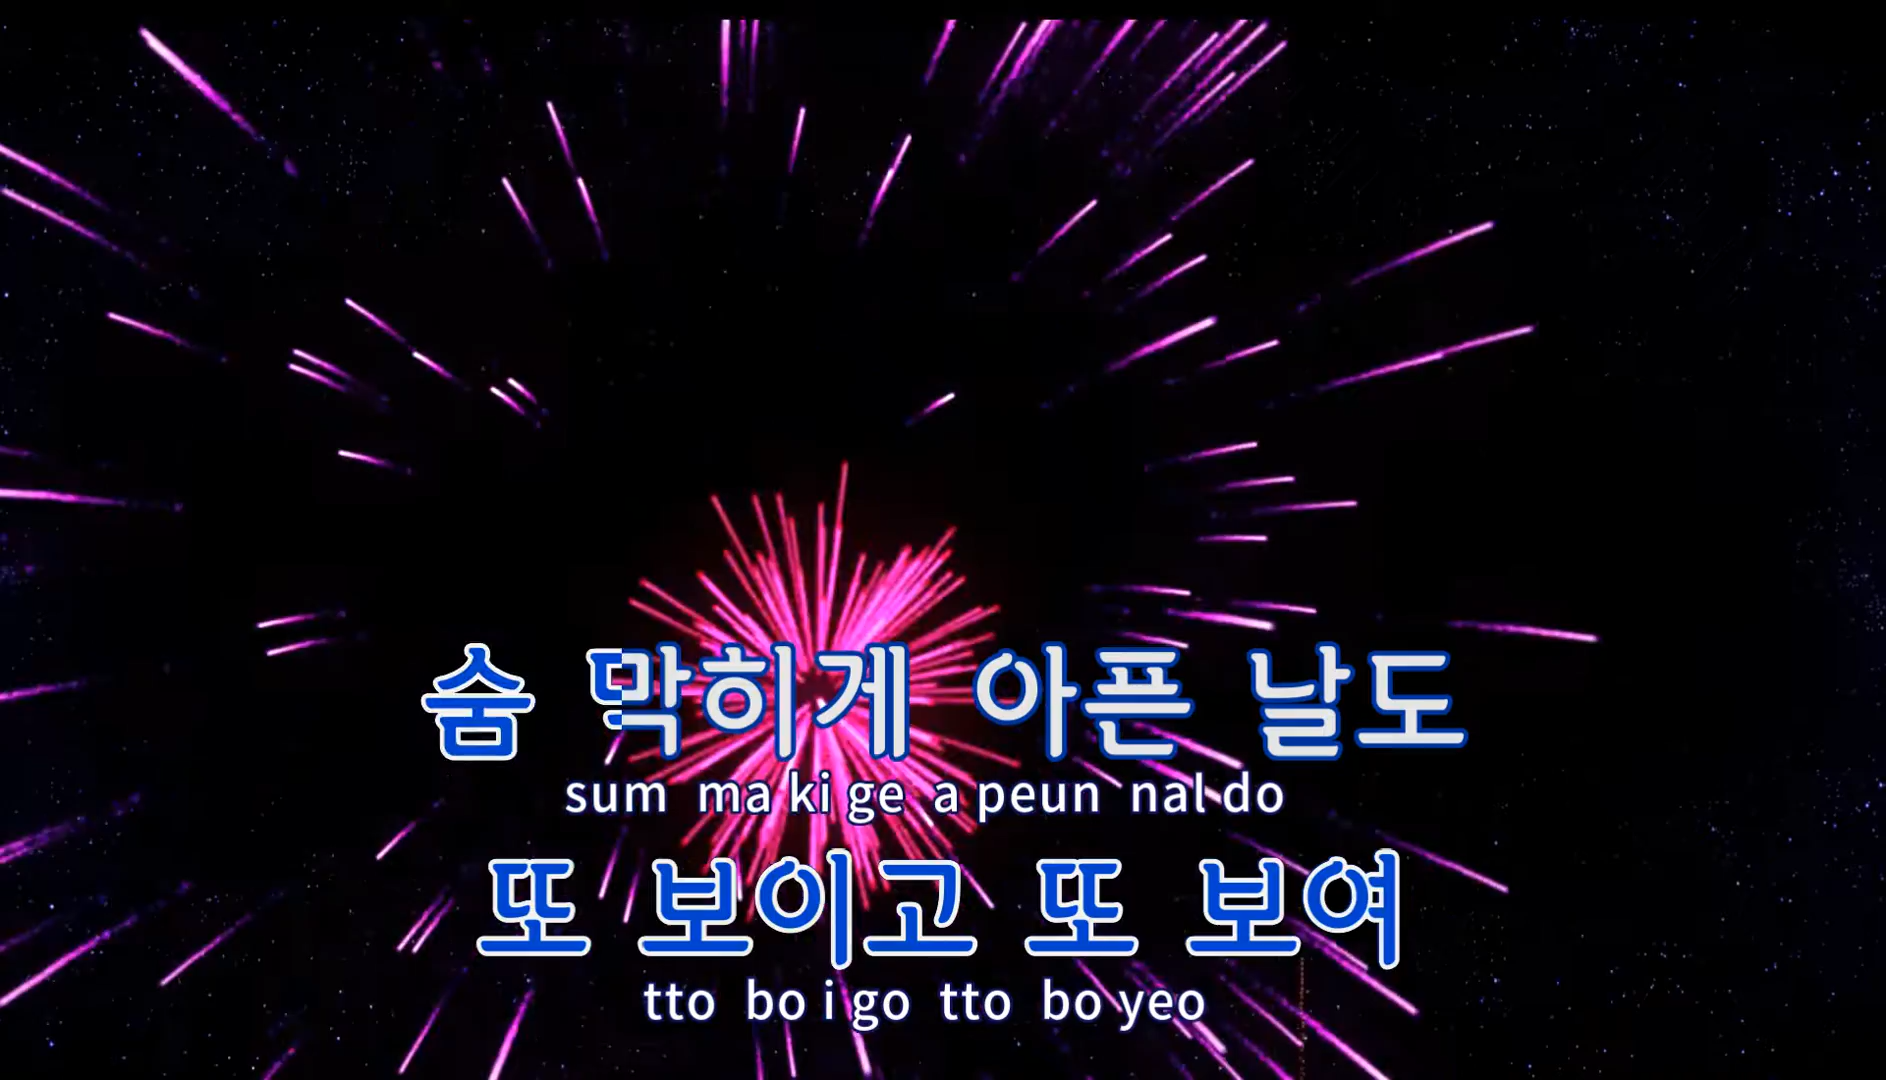 숨 막히게 아픈 날도
sum ma ki ge a peun nal do
또 보이고 또 보여
tto bo i go tto bo yeo